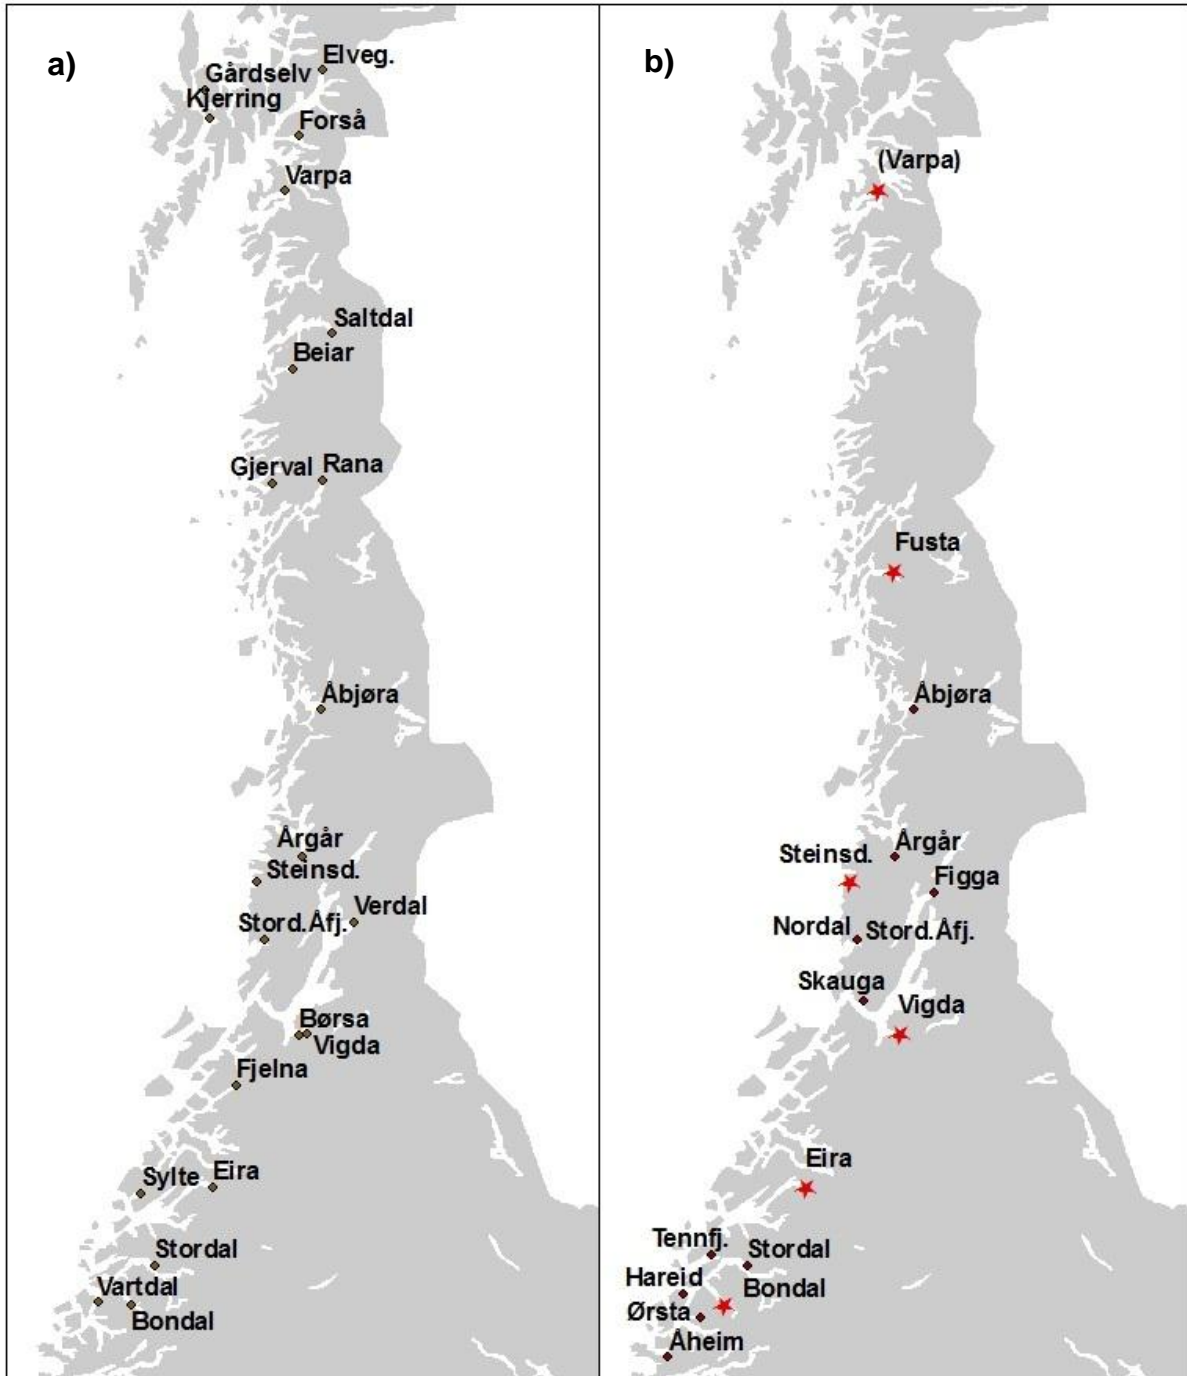 a)
Elveg.
Gårdselv
Kjerring
Forså
Varpa
Saltdal
Beiar
Gjerval
Rana
Åbjøra
Årgår
Steinsd.
Verdal
Stord.Åfj.
Børsa
Vigda
Fjelna
Sylte
Eira
Stordal
Vartdal
Bondal
b)
(Varpa)
Fusta
Åbjøra
Årgår
Steinsd.
Figga
Nordal
Stord.Åfj.
Skauga
Vigda
Eira
Tennfj.
Stordal
Hareid
Bondal
Ørsta
Åheim